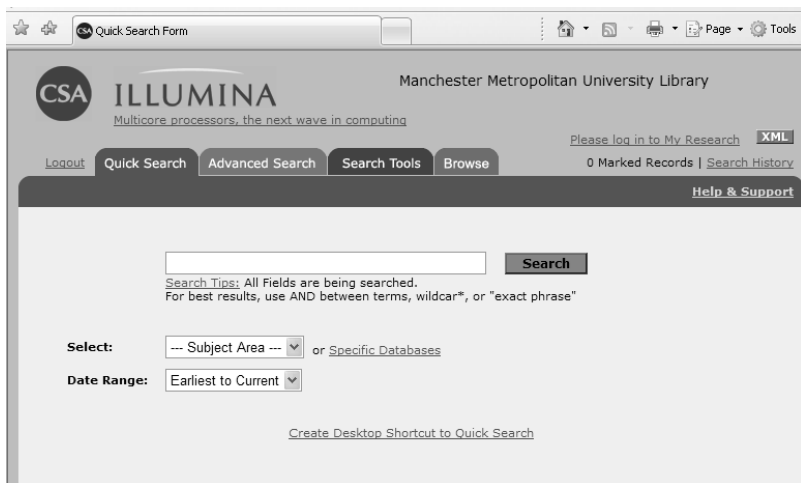 CSA Quick Search Form
Page Tools
CSA ILLUMINA
Manchester Metropolitan University Library
Multicore processors, the next wave in computing
Please log in to My Research XML
Logout Quick Search Advanced Search Search Tools Browse 0 Marked Records | Search History
Help & Support
Search
Search Tips: All Fields are being searched.
For best results, use AND between terms, wildcar*, or "exact phrase"
Select: --- Subject Area --- or Specific Databases
Date Range: Earliest to Current
Create Desktop Shortcut to Quick Search